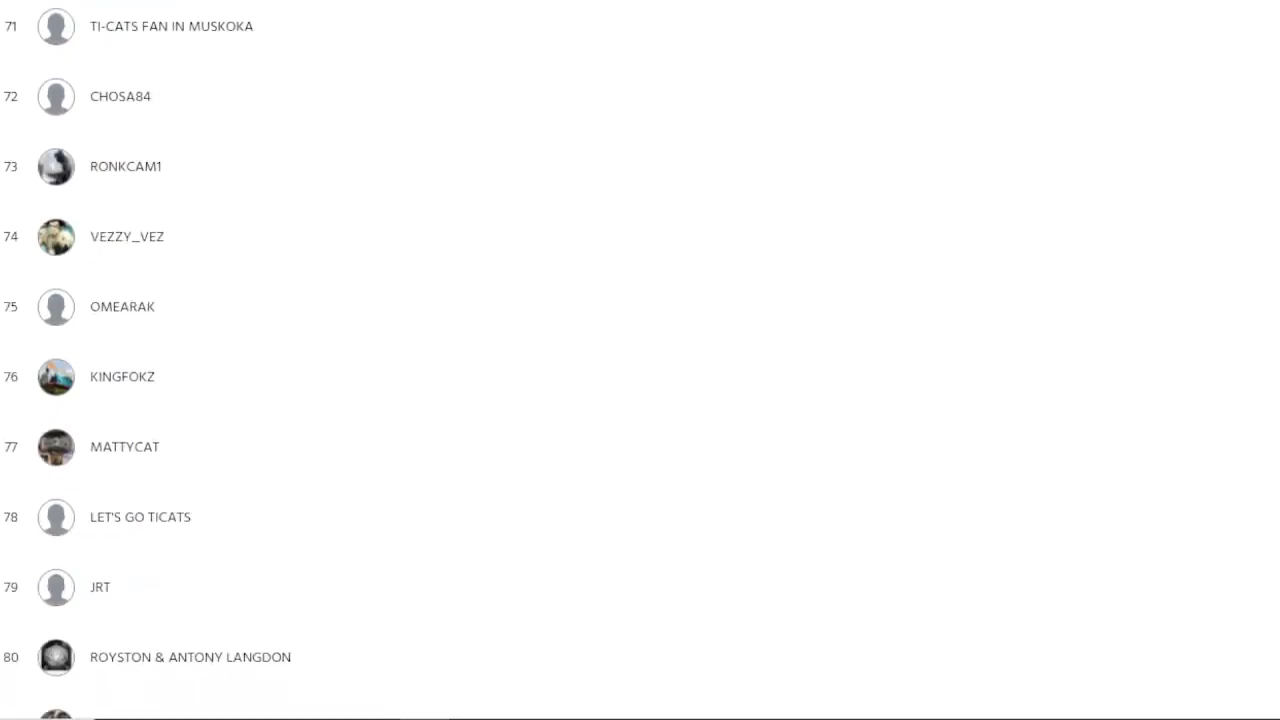 71 TI-CATS FAN IN MUSKOKA
72 CHOSA84
73 RONKCAM1
74 VEZZY_VEZ
75 OMEARAK
76 KINGFOKZ
77 MATTYCAT
78 LET'S GO TICATS
79 JRT
80 ROYSTON & ANTONY LANGDON